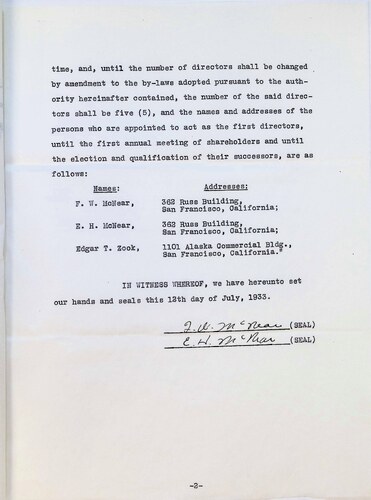 time, and, until the number of directors shall be changed
by amendment to the by-laws adopted pursuant to the auth-
ority hereinafter contained, the number of the said direc-
tors shall be five (5), and the names and addresses of the
persons who are appointed to act as the first directors,
until the first annual meeting of shareholders and until
the election and qualification of their successors, are as
follows:
Names: Addresses:
F. W. McNear, 362 Russ Building,
San Francisco, California;
E. H. McNear, 362 Russ Building,
San Francisco, California;
Edgar T. Zook, 1101 Alaska Commercial Bldg.,
San Francisco, California."
IN WITNESS WHEREOF, we have hereunto set
our hands and seals this 13th day of July, 1933.
F. W. McNear (SEAL)
E. H. McNear (SEAL)
-2-